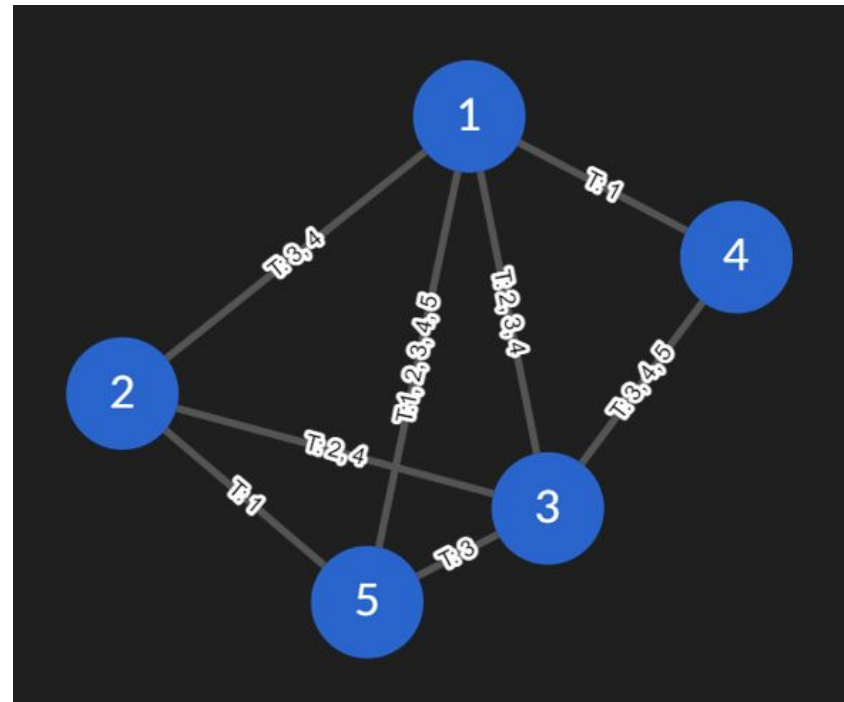 1
T: 1
4
T: 3, 4
T:1, 2, 3, 4, 5
T: 2, 3, 4
T: 3, 4, 5
2
T: 2, 4
T: 1
3
T: 3
5